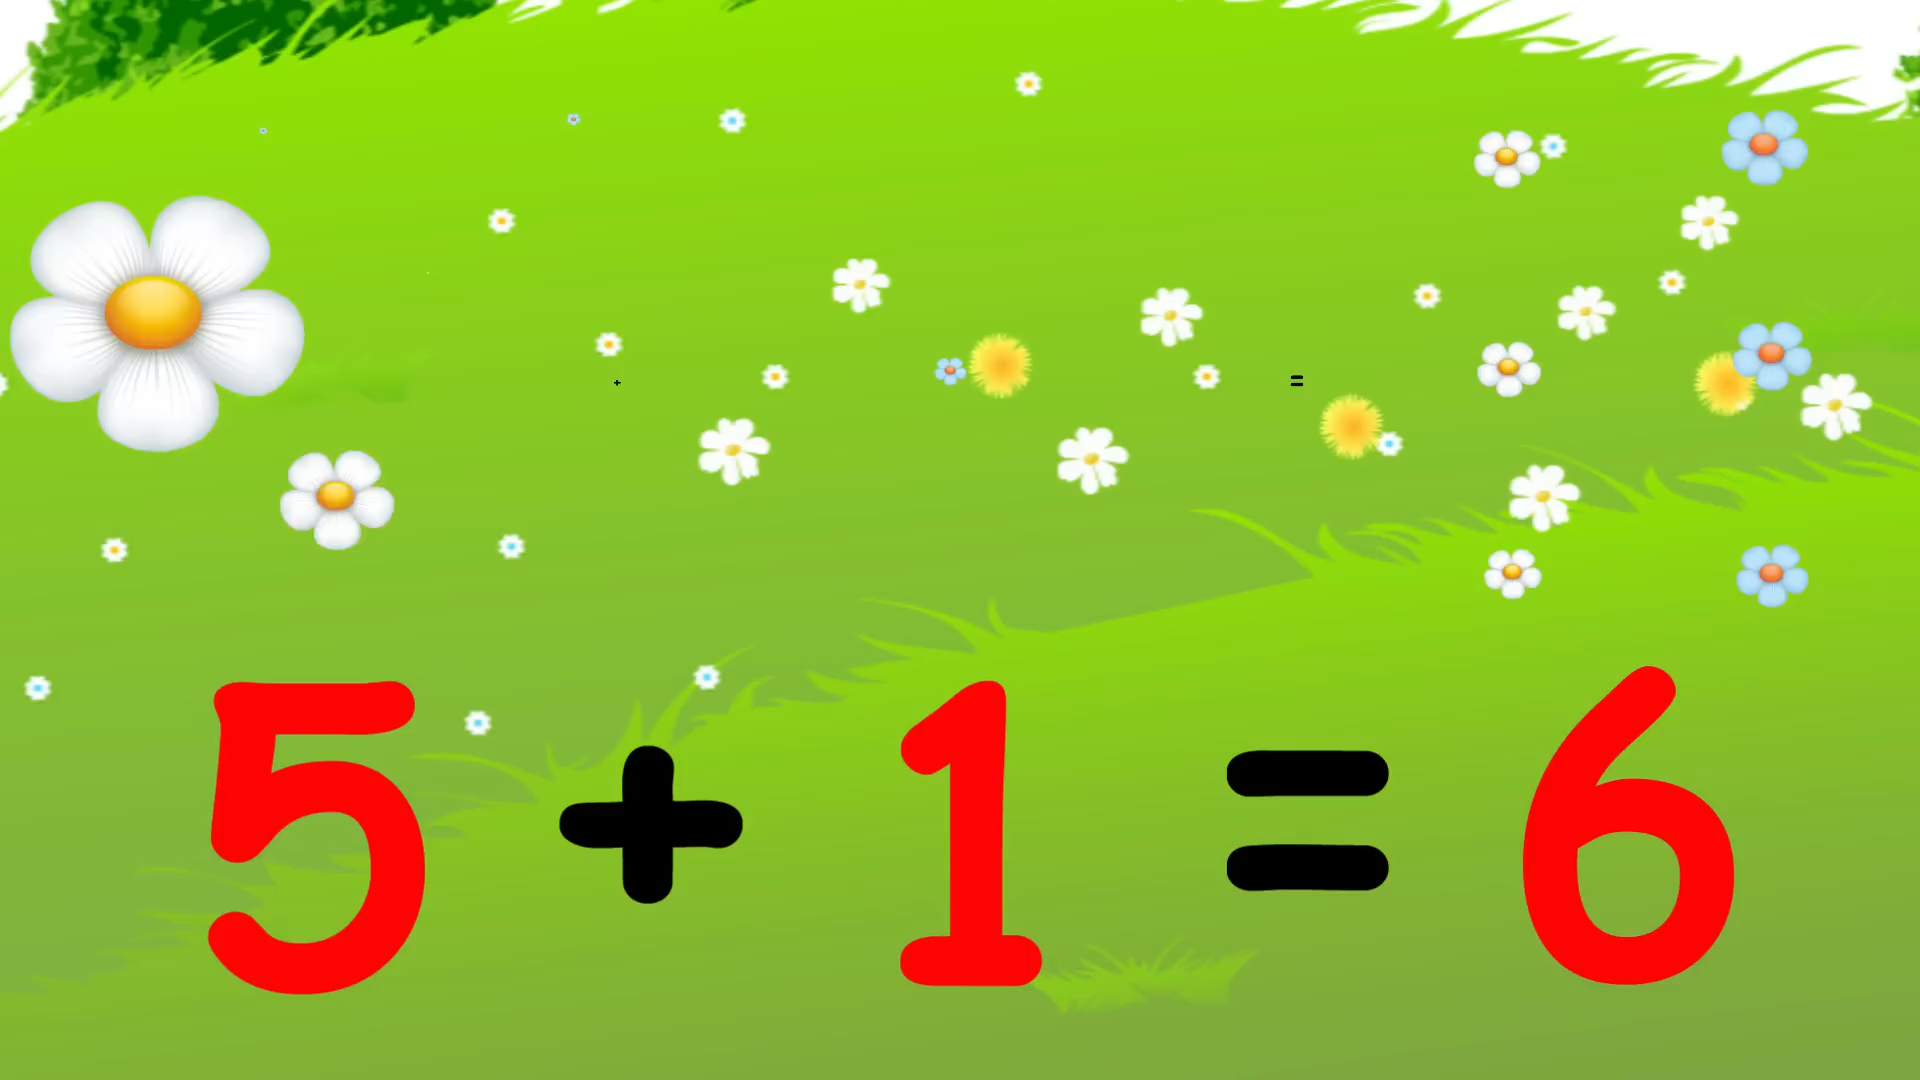 + =
5 + 1 = 6